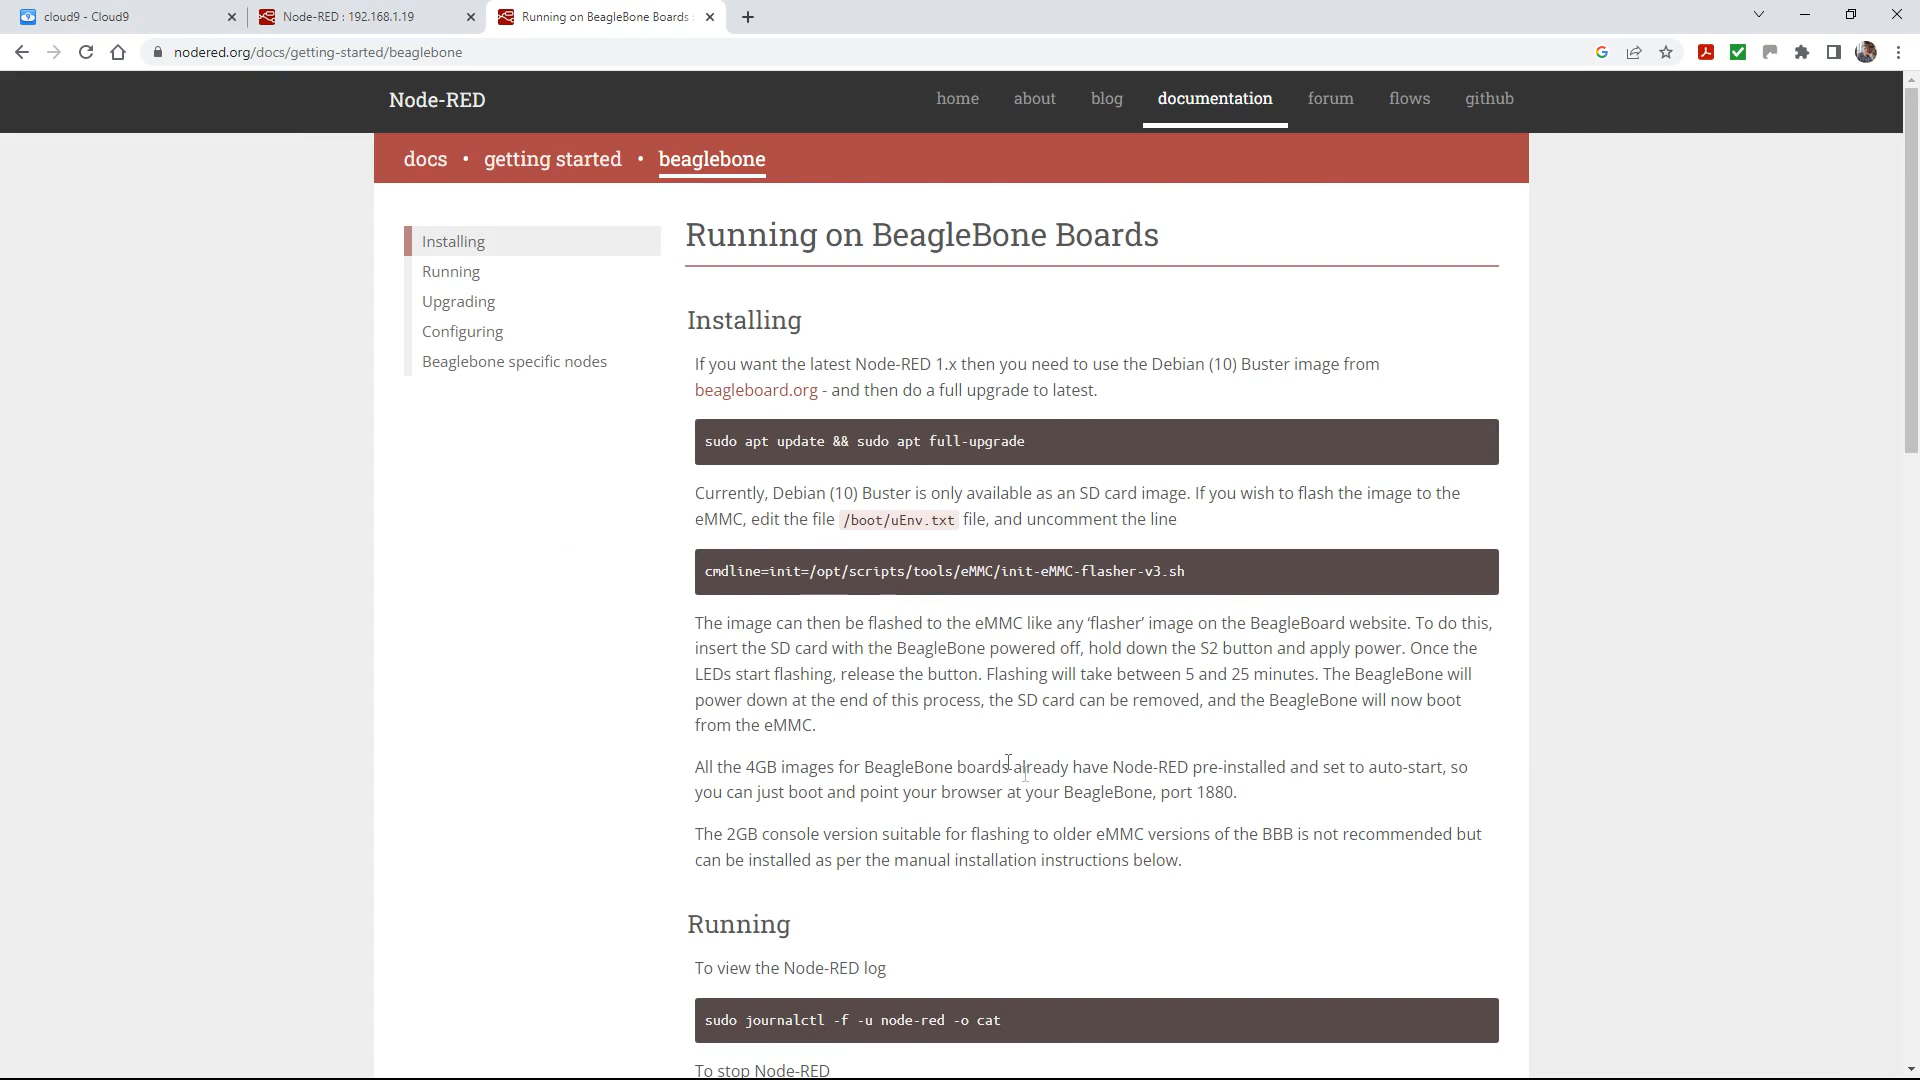 cloud9 - Cloud9
Node-RED : 192.168.1.19
Running on BeagleBone Boards
nodered.org/docs/getting-started/beaglebone
Node-RED
home about blog documentation forum flows github
docs • getting started • beaglebone
Installing
Running
Upgrading
Configuring
Beaglebone specific nodes
Running on BeagleBone Boards
Installing
If you want the latest Node-RED 1.x then you need to use the Debian (10) Buster image from
beagleboard.org - and then do a full upgrade to latest.
sudo apt update && sudo apt full-upgrade
Currently, Debian (10) Buster is only available as an SD card image. If you wish to flash the image to the
eMMC, edit the file /boot/uEnv.txt file, and uncomment the line
cmdline=init=/opt/scripts/tools/eMMC/init-eMMC-flasher-v3.sh
The image can then be flashed to the eMMC like any ‘flasher’ image on the BeagleBoard website. To do this,
insert the SD card with the BeagleBone powered off, hold down the S2 button and apply power. Once the
LEDs start flashing, release the button. Flashing will take between 5 and 25 minutes. The BeagleBone will
power down at the end of this process, the SD card can be removed, and the BeagleBone will now boot
from the eMMC.
All the 4GB images for BeagleBone boards already have Node-RED pre-installed and set to auto-start, so
you can just boot and point your browser at your BeagleBone, port 1880.
The 2GB console version suitable for flashing to older eMMC versions of the BBB is not recommended but
can be installed as per the manual installation instructions below.
Running
To view the Node-RED log
sudo journalctl -f -u node-red -o cat
To stop Node-RED